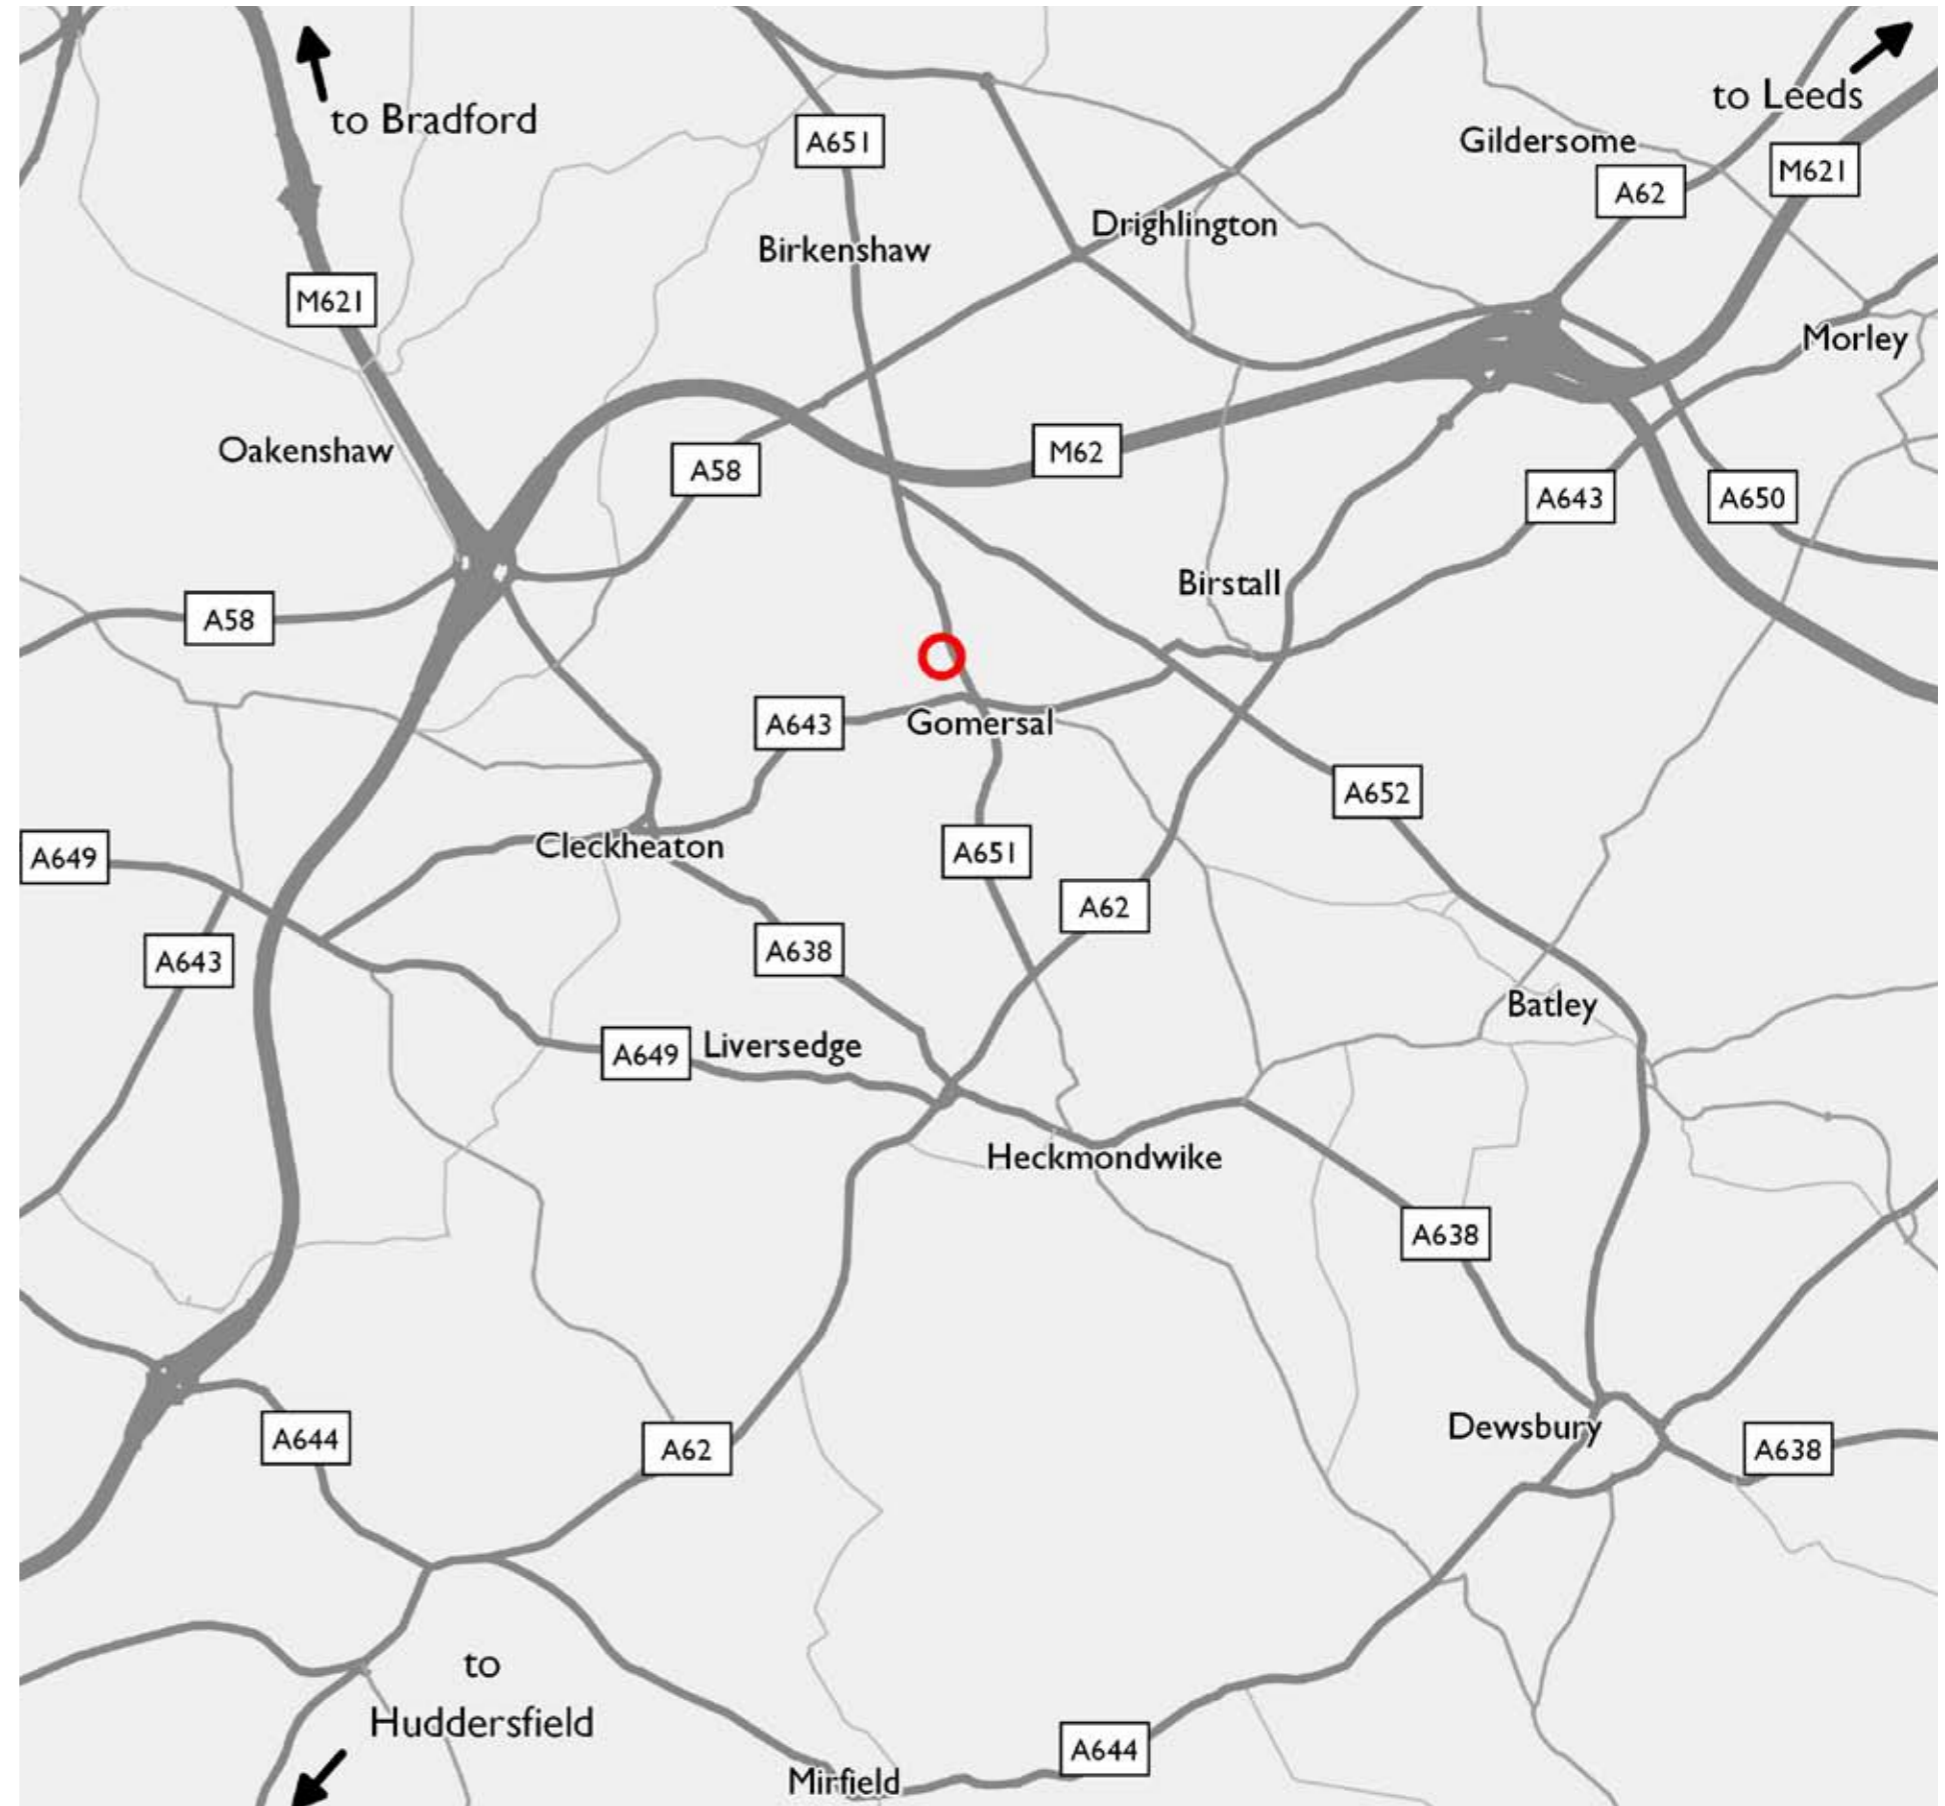 to Bradford
to Leeds
A651
Gildersome
M621
A62
Drighlington
Birkenshaw
M621
Morley
Oakenshaw
M62
A58
A643
A650
Birstall
A58
A643
Gomersal
A652
Cleckheaton
A651
A649
A62
A638
A643
Batley
Liversedge
A649
Heckmondwike
A638
Dewsbury
A644
A62
A638
to
Huddersfield
A644
Mirfield